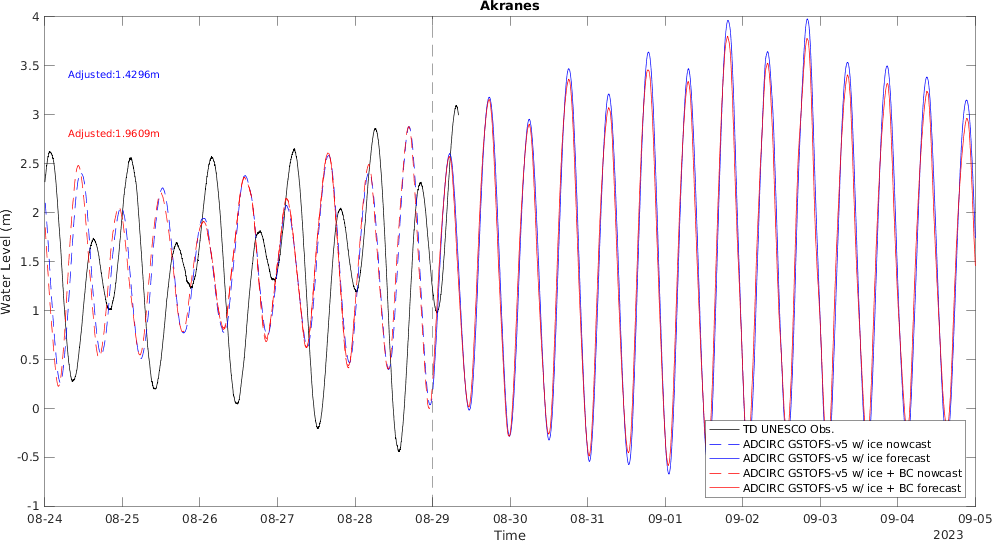 Akranes
Water Level (m)
4
3.5
3
2.5
2
1.5
1
0.5
0
-0.5
-1
Adjusted:1.4296m
Adjusted:1.9609m
TD UNESCO Obs.
ADCIRC GSTOFS-v5 w/ ice nowcast
ADCIRC GSTOFS-v5 w/ ice forecast
ADCIRC GSTOFS-v5 w/ ice + BC nowcast
ADCIRC GSTOFS-v5 w/ ice + BC forecast
08-24 08-25 08-26 08-27 08-28 08-29 08-30 08-31 09-01 09-02 09-03 09-04 09-05
Time
2023